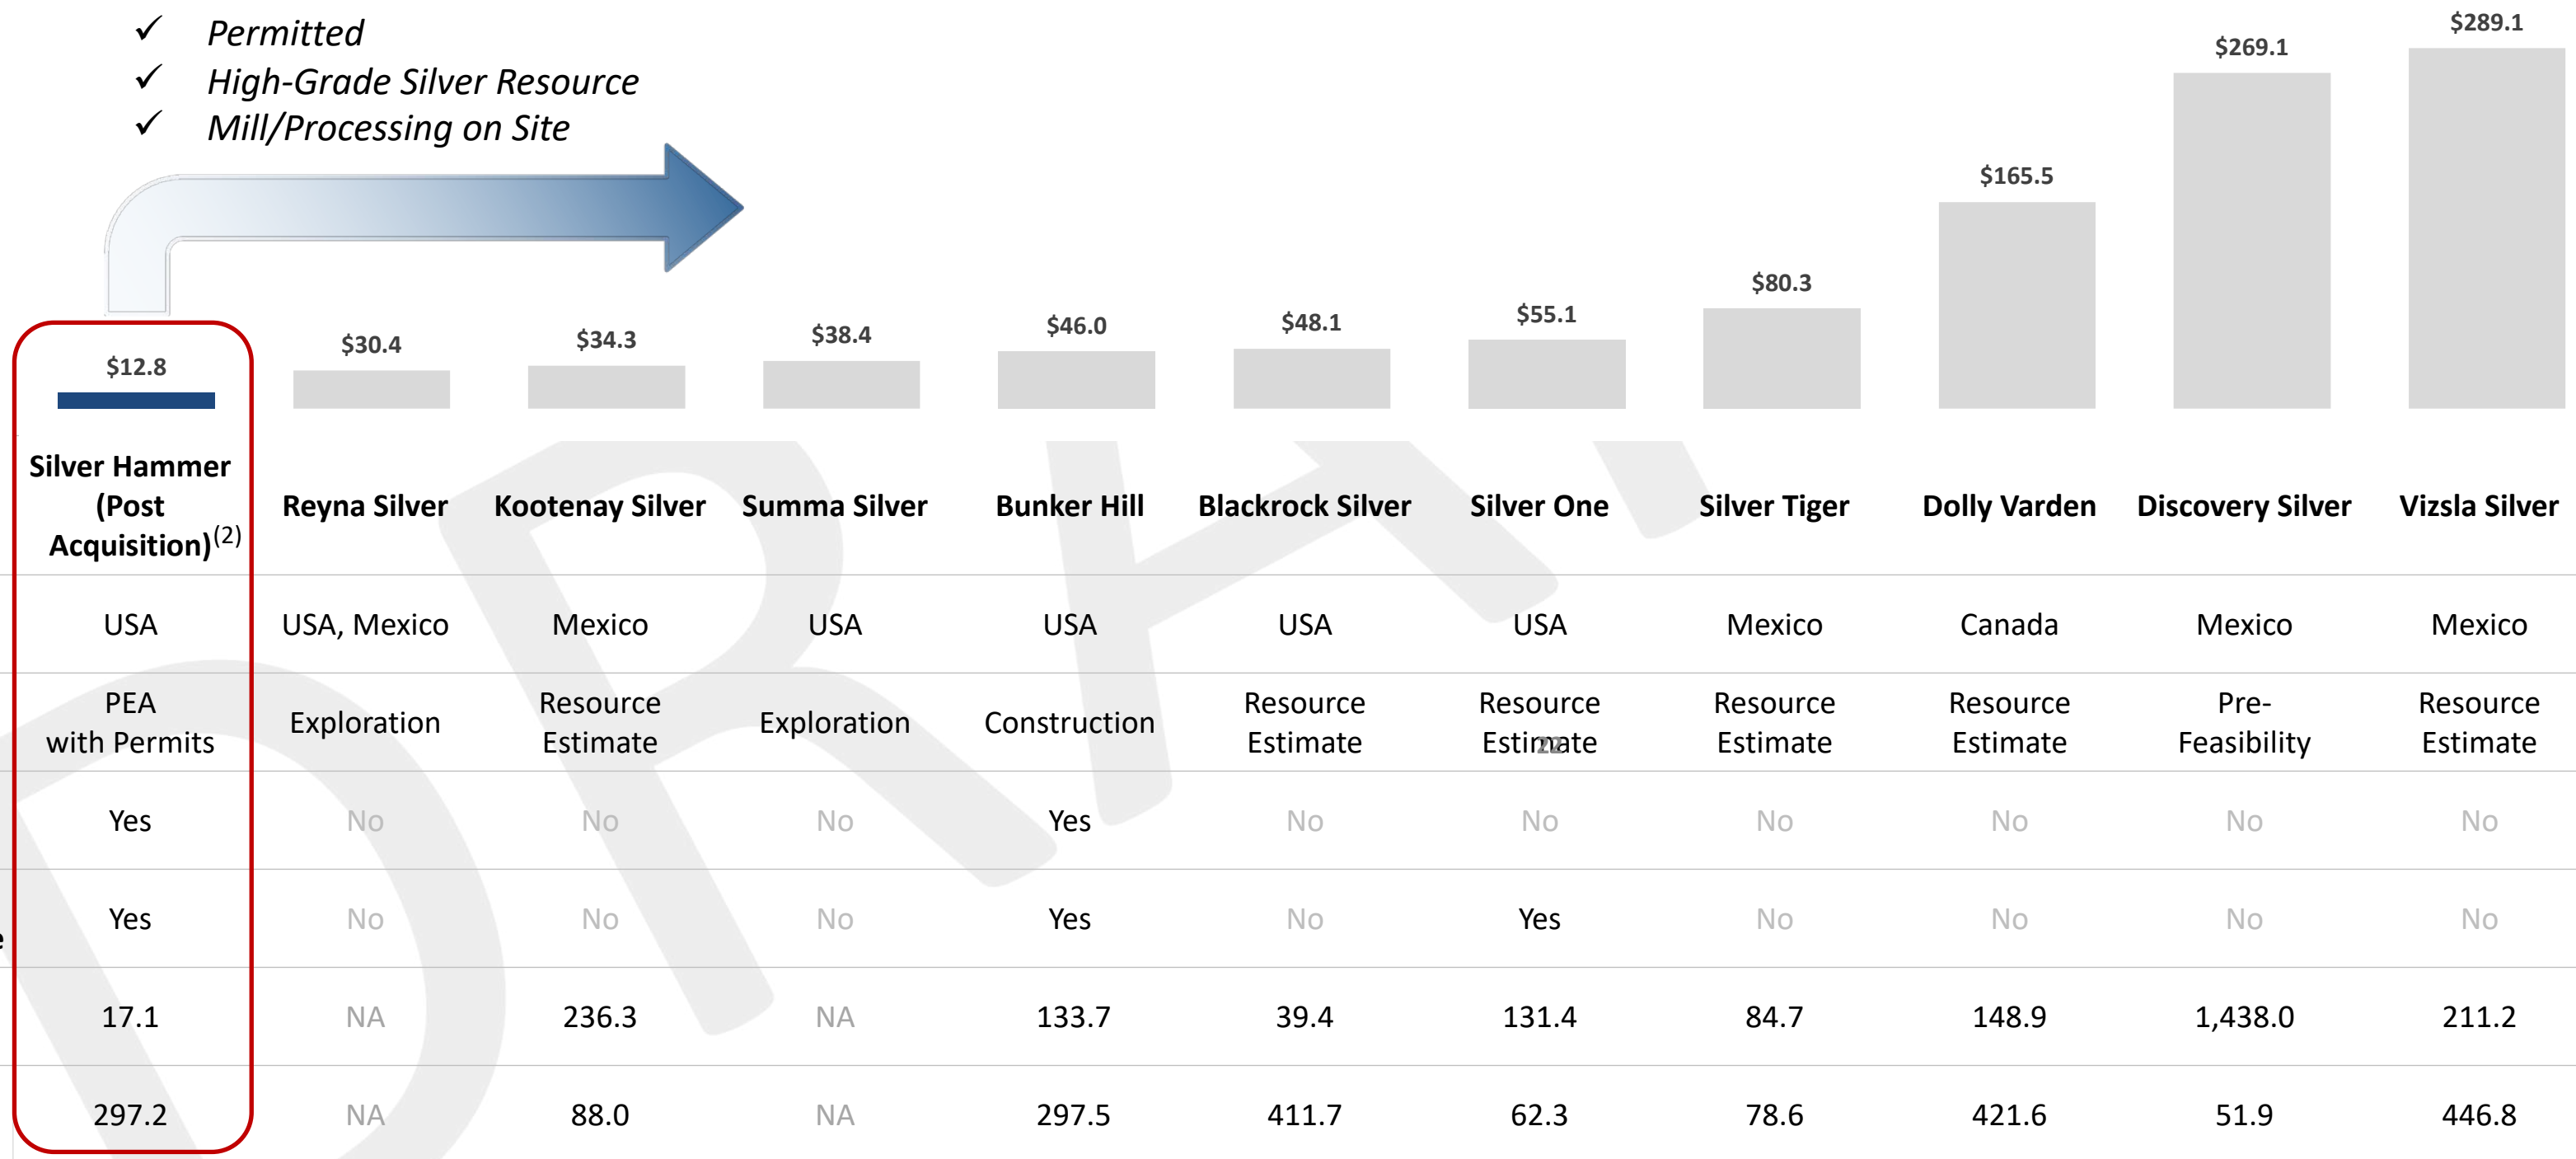 ✓ Permitted
✓ High-Grade Silver Resource
✓ Mill/Processing on Site
$12.8 $30.4 $34.3 $38.4 $46.0 $48.1 $55.1 $80.3 $165.5 $269.1 $289.1
Silver Hammer
(Post
Acquisition)(2)
Reyna Silver Kootenay Silver Summa Silver Bunker Hill Blackrock Silver Silver One Silver Tiger Dolly Varden Discovery Silver Vizsla Silver
USA USA, Mexico Mexico USA USA USA USA Mexico Canada Mexico Mexico
PEA
with Permits
Exploration
Resource
Estimate
Exploration
Construction
Resource
Estimate
Resource
Estimate
22
Resource
Estimate
Resource
Estimate
Pre-
Feasibility
Resource
Estimate
Yes No No No Yes No No No No No No
e
Yes No No No Yes No Yes No No No No
17.1 NA 236.3 NA 133.7 39.4 131.4 84.7 148.9 1,438.0 211.2
297.2 NA 88.0 NA 297.5 411.7 62.3 78.6 421.6 51.9 446.8